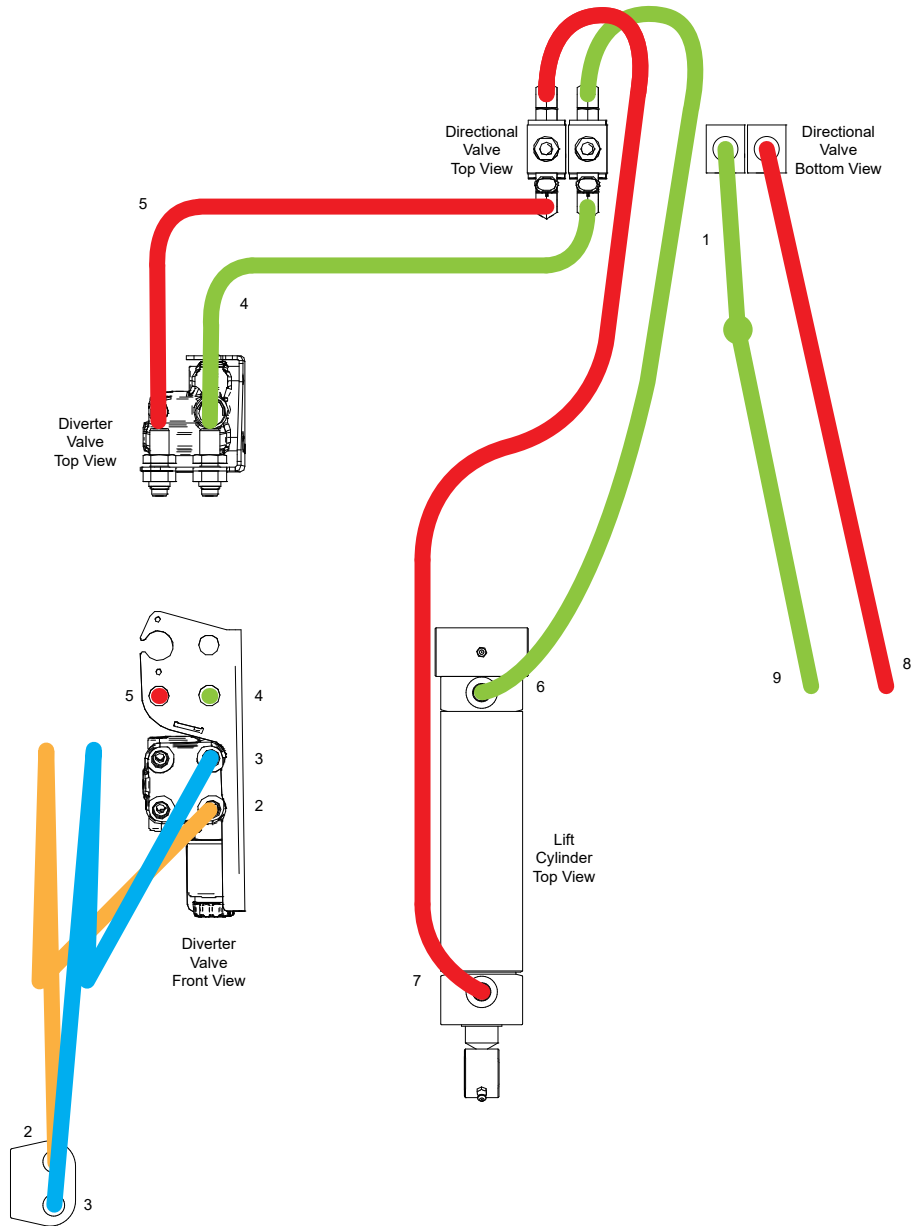 Directional
Valve
Top View
Directional
Valve
Bottom View
5
1
4
Diverter
Valve
Top View
6
8
9
5
4
3
2
Lift
Cylinder
Top View
Diverter
Valve
Front View
7
2
3